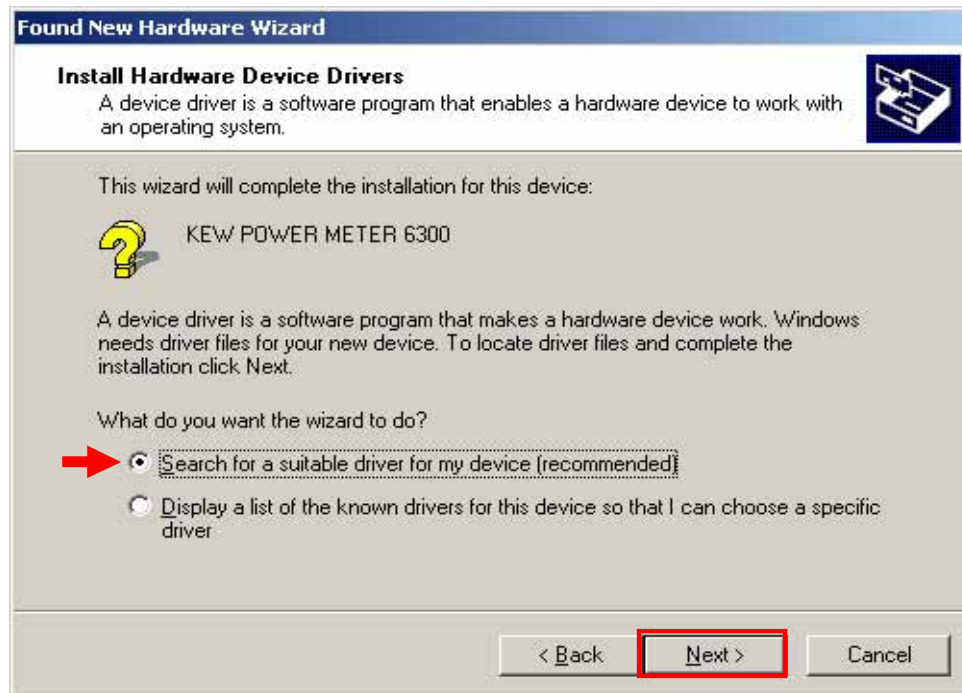 Found New Hardware Wizard
Install Hardware Device Drivers
A device driver is a software program that enables a hardware device to work with
an operating system.
This wizard will complete the installation for this device:
KEW POWER METER 6300
A device driver is a software program that makes a hardware device work. Windows
needs driver files for your new device. To locate driver files and complete the
installation click Next.
What do you want the wizard to do?
Search for a suitable driver for my device (recommended)
Display a list of the known drivers for this device so that I can choose a specific
driver
< Back Next > Cancel